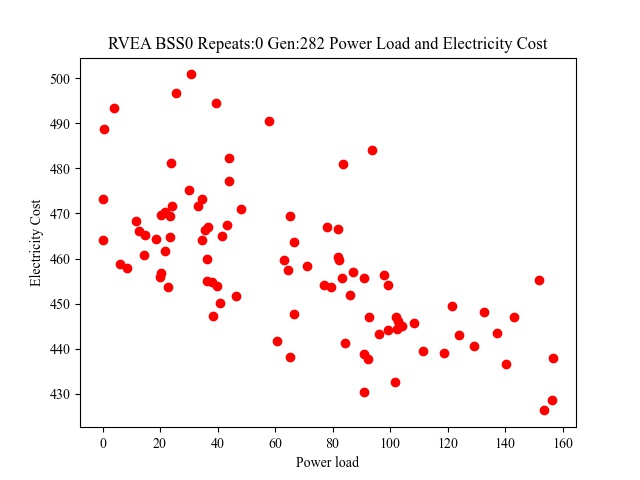 RVEA BSS0 Repeats:0 Gen:282 Power Load and Electricity Cost
500
490
480
470
460
450
440
430
Electricity Cost
0 20 40 60 80 100 120 140 160
Power load